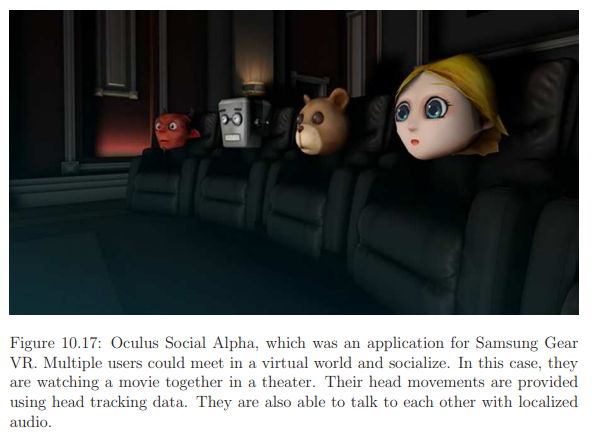 Figure 10.17: Oculus Social Alpha, which was an application for Samsung Gear
VR. Multiple users could meet in a virtual world and socialize. In this case, they
are watching a movie together in a theater. Their head movements are provided
using head tracking data. They are also able to talk to each other with localized
audio.